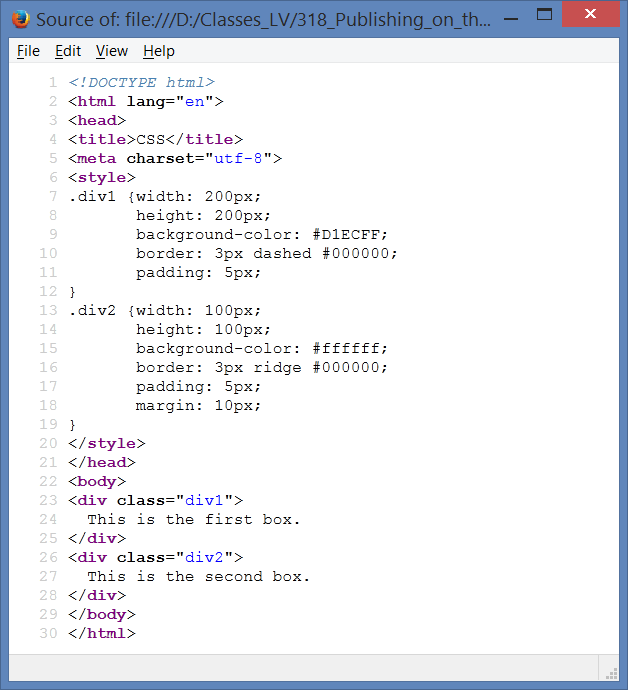 Source of: file:///D:/Classes_LV/318_Publishing_on_th...
File Edit View Help
1 <!DOCTYPE html>
2 <html lang="en">
3 <head>
4 <title>CSS</title>
5 <meta charset="utf-8">
6 <style>
7 .div1 {width: 200px;
8        height: 200px;
9        background-color: #D1ECFF;
10        border: 3px dashed #000000;
11        padding: 5px;
12 }
13 .div2 {width: 100px;
14        height: 100px;
15        background-color: #ffffff;
16        border: 3px ridge #000000;
17        padding: 5px;
18        margin: 10px;
19 }
20 </style>
21 </head>
22 <body>
23 <div class="div1">
24   This is the first box.
25 </div>
26 <div class="div2">
27   This is the second box.
28 </div>
29 </body>
30 </html>